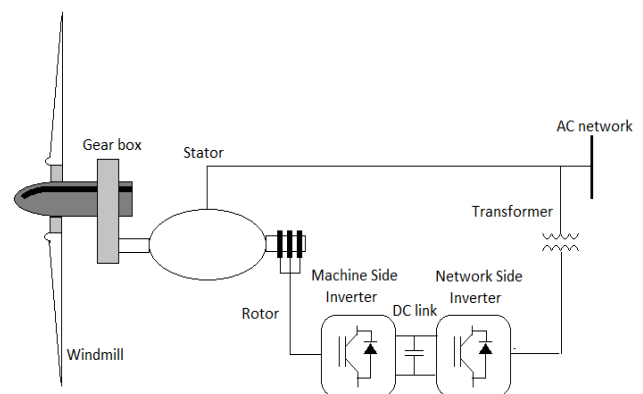 AC network
Gear box
Stator
Transformer
Machine Side
Inverter
Network Side
Inverter
DC link
Rotor
Windmill